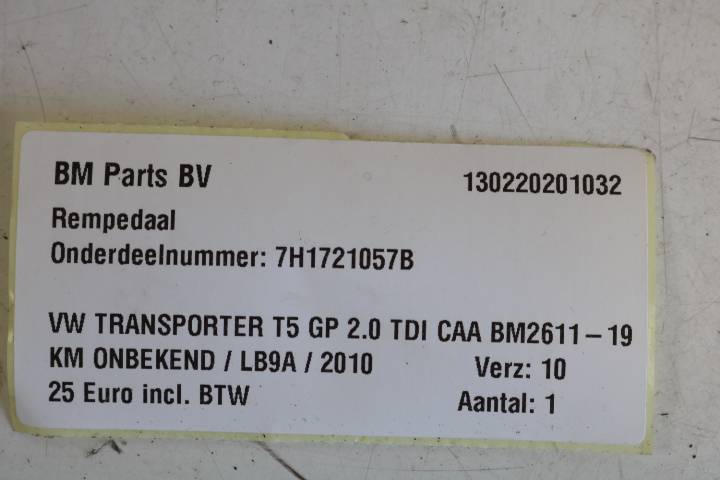 BM Parts BV 130220201032
Rempedaal
Onderdeelnummer: 7H1721057B
VW TRANSPORTER T5 GP 2.0 TDI CAA BM2611-19
KM ONBEKEND / LB9A / 2010 Verz: 10
25 Euro incl. BTW Aantal: 1